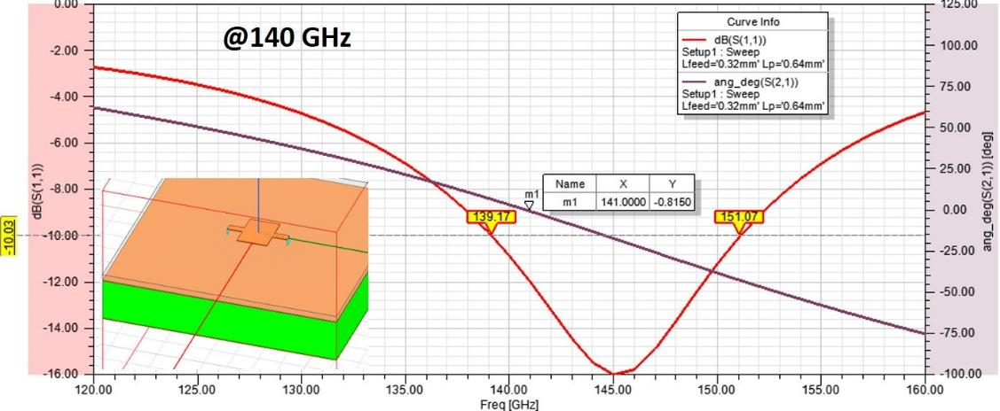 @140 GHz
0.00
-2.00
-4.00
-6.00
-8.00
-10.00
-12.00
-14.00
-16.00
dB(S(1,1))
-10.03
125.00
100.00
75.00
50.00
25.00
0.00
-25.00
-50.00
-75.00
-100.00
ang_deg(S(2,1)) [deg]
Curve Info
dB(S(1,1))
Setup1 : Sweep
Lfeed='0.32mm' Lp='0.64mm'
ang_deg(S(2,1))
Setup1 : Sweep
Lfeed='0.32mm' Lp='0.64mm'
m1
Name X Y
m1 141.0000 -0.8150
139.17
151.07
120.00 125.00 130.00 135.00 140.00 145.00 150.00 155.00 160.00
Freq [GHz]